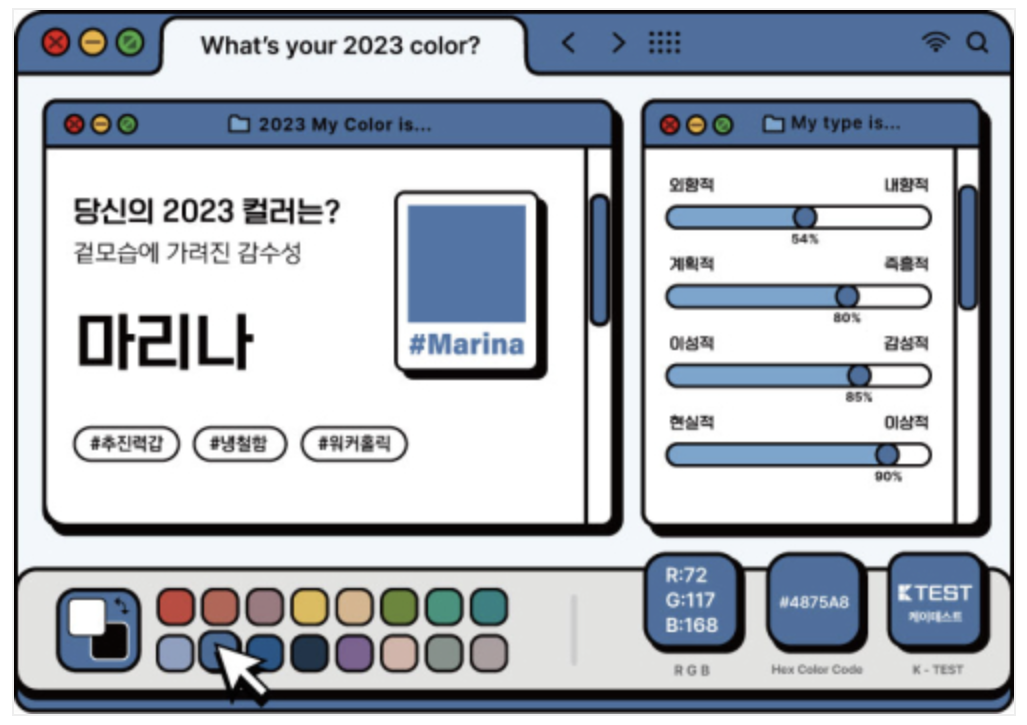 What's your 2023 color?
2023 My Color is...
당신의 2023 컬러는?
겉모습에 가려진 감수성
마리나
#Marina
#추진력갑 #냉철함 #워커홀릭
My type is...
외향적 내향적
54%
계획적 즉흥적
80%
이성적 감성적
85%
현실적 이상적
90%
R:72
G:117
B:168
RGB
#4875A8
Hex Color Code
KTEST
케이테스트
K - TEST